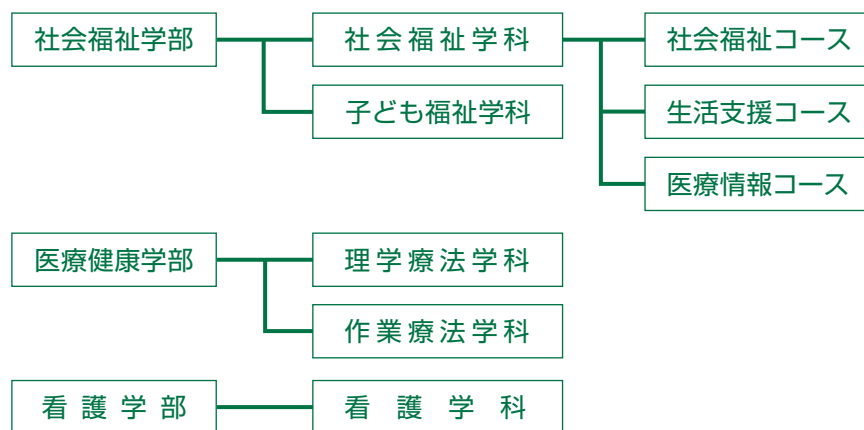 社会福祉学部 社会福祉学科 社会福祉コース
子ども福祉学科 生活支援コース
医療情報コース
医療健康学部 理学療法学科
作業療法学科
看護学部 看護学科